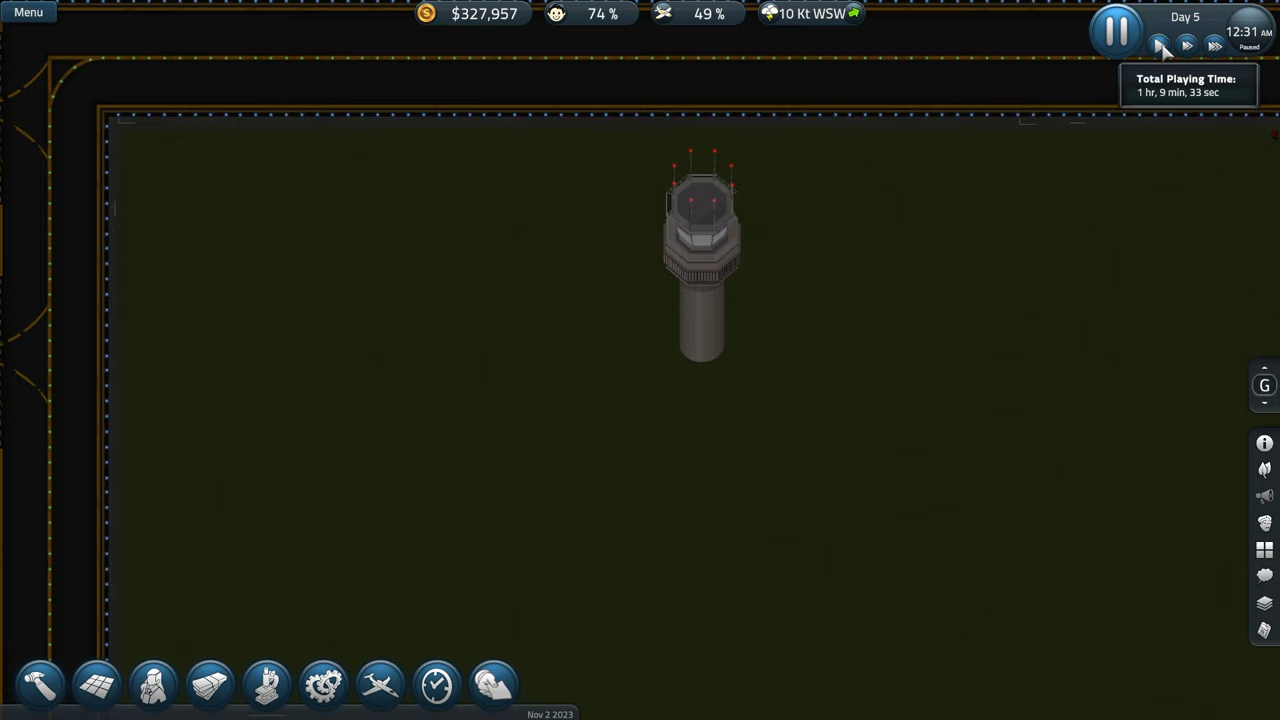 Menu
$327,957
74 %
49 %
10 Kt WSW
Day 5
12:31 AM
Paused
Total Playing Time:
1 hr, 9 min, 33 sec
G
Nov 2 2023